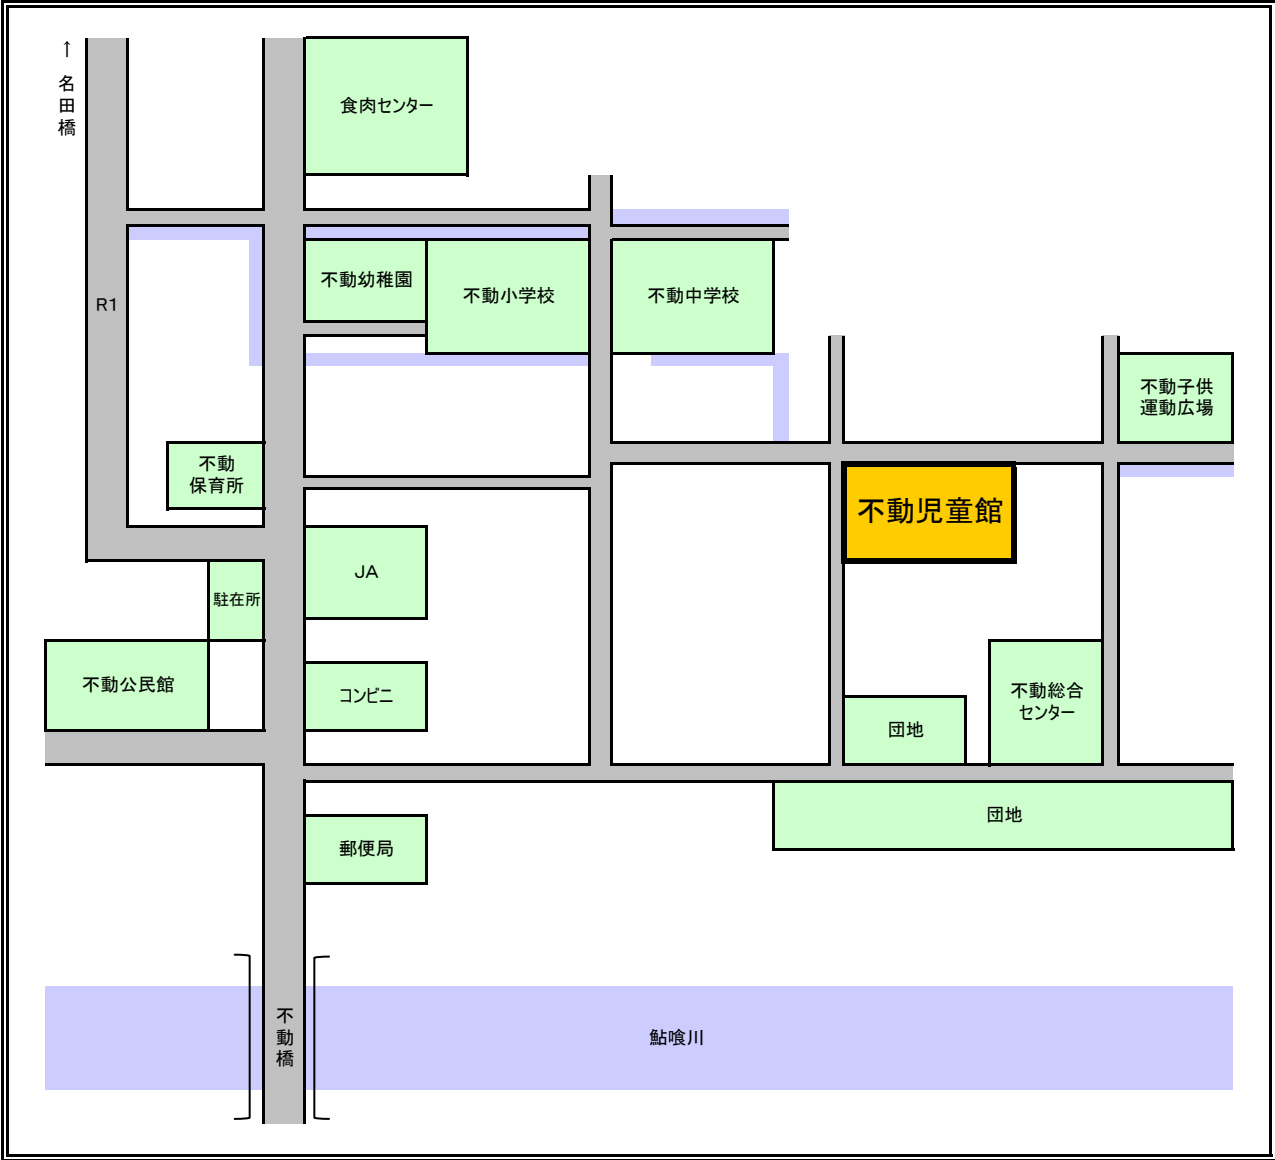 ↑
名田橋
食肉センター
不動幼稚園
不動小学校
不動中学校
R1
不動子供
運動広場
不動
保育所
不動児童館
JA
駐在所
不動公民館
コンビニ
不動総合
センター
団地
団地
郵便局
不動橋
鮎喰川